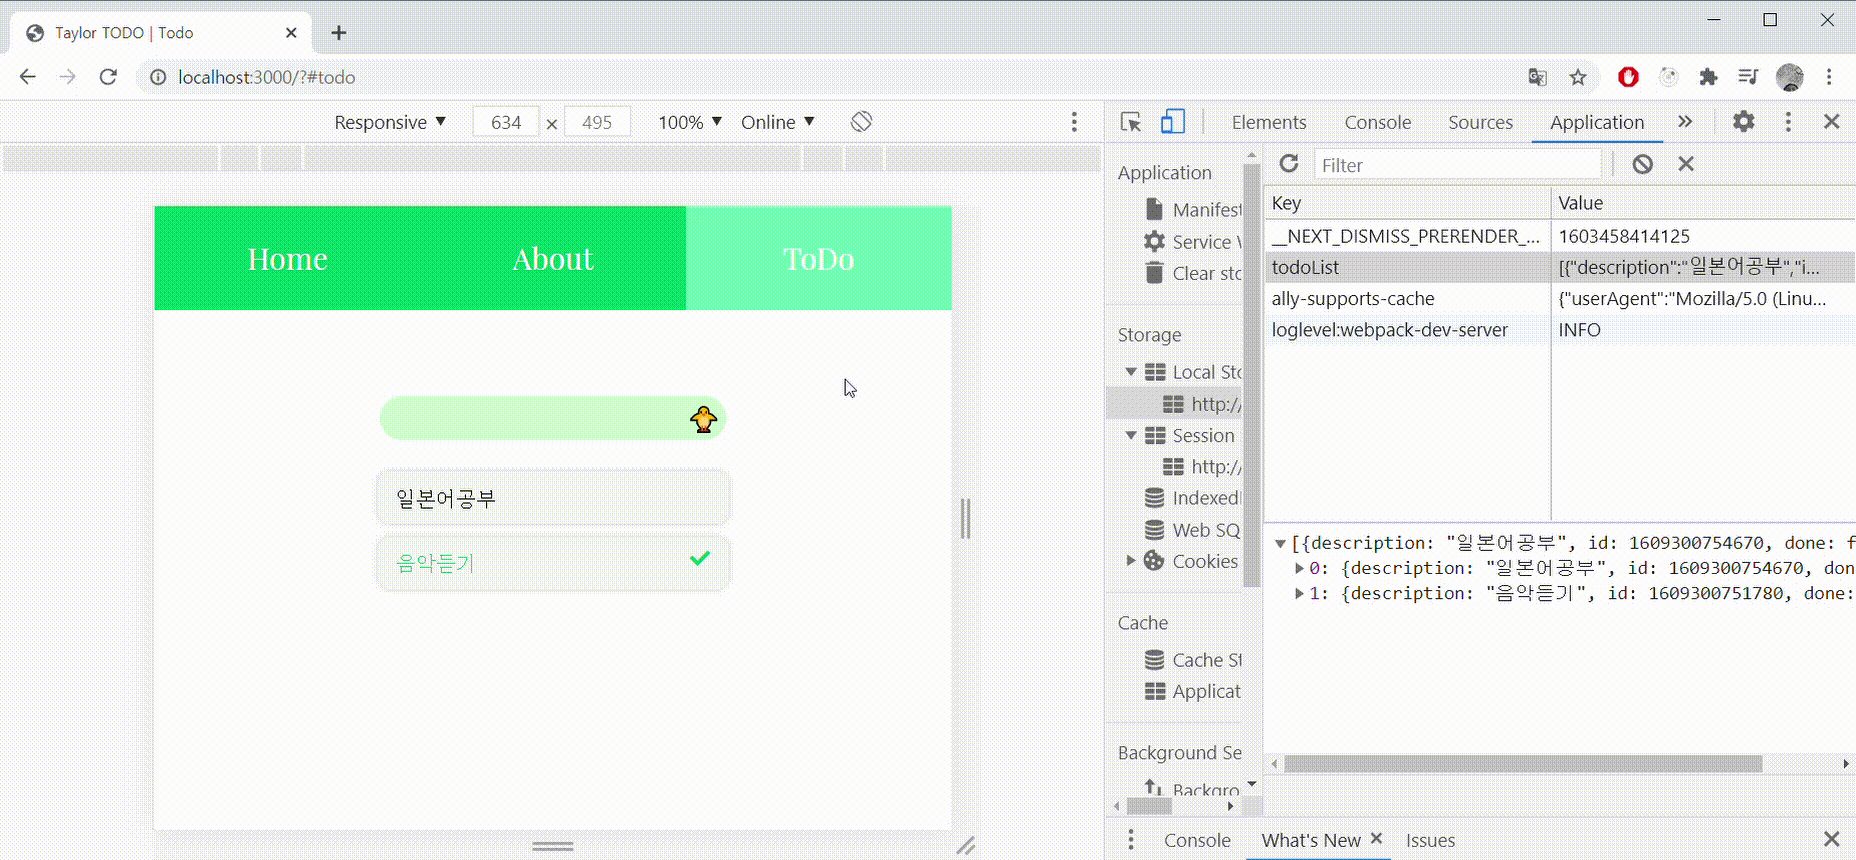 Taylor TODO | Todo
localhost:3000/?#todo
Responsive ▼ 634 × 495 100% ▼ Online ▼
Home About ToDo
일본어공부
음악듣기
Elements Console Sources Application »
Application
Manifest
Service W
Clear sto
Storage
Local Sto
http:/
Session
http:/
Indexed
Web SQ
Cookies
Cache
Cache St
Applicat
Background Se
Backgro
Filter
Key Value
__NEXT_DISMISS_PRERENDER_... 1603458414125
todoList [{"description":"일본어공부","i...
ally-supports-cache {"userAgent":"Mozilla/5.0 (Linu...
loglevel:webpack-dev-server INFO
[{description: "일본어공부", id: 1609300754670, done: f
0: {description: "일본어공부", id: 1609300754670, don
1: {description: "음악듣기", id: 1609300751780, done:
Console What's New Issues